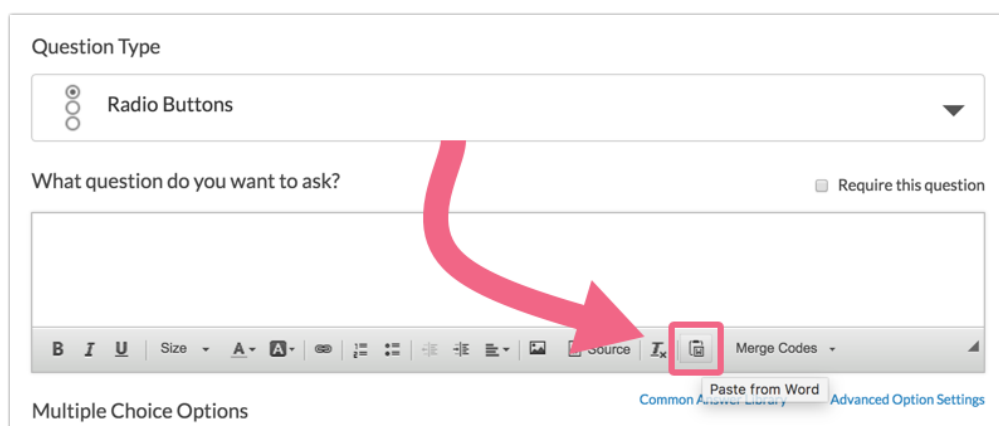 Question Type
Radio Buttons
What question do you want to ask?
Require this question
B I U Size A A Source Tx Merge Codes
Paste from Word
Common Answer Library Advanced Option Settings
Multiple Choice Options